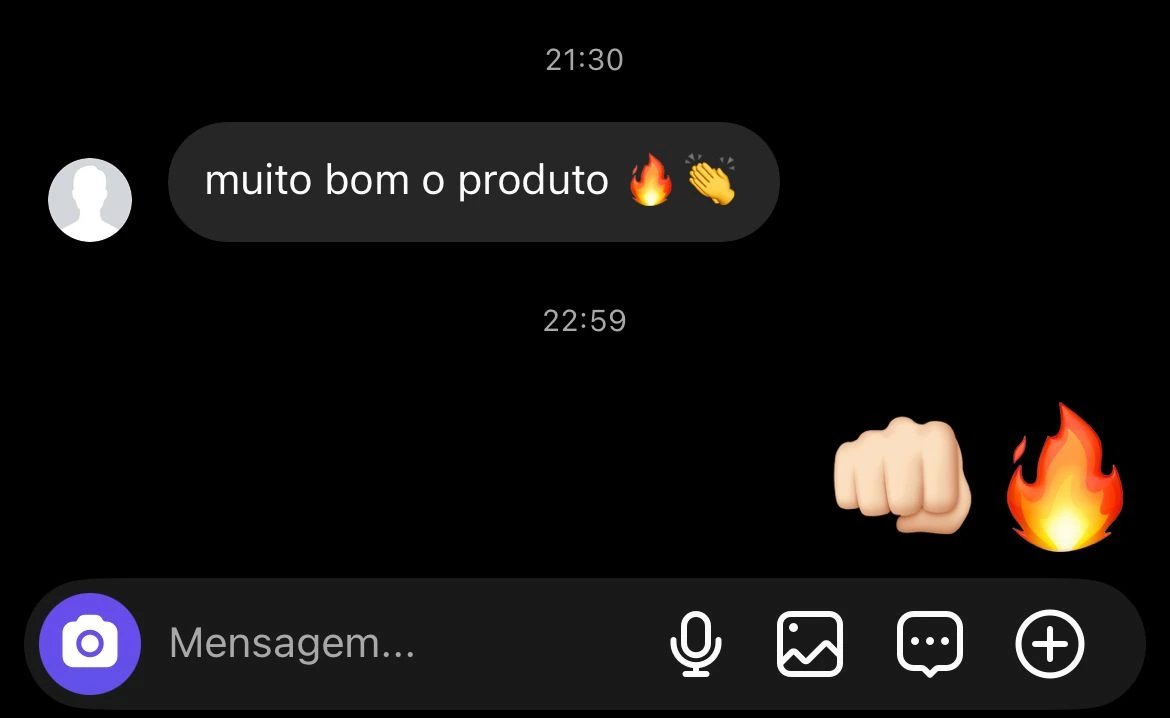 21:30
muito bom o produto 🔥 👏
22:59
👊🏻 🔥
Mensagem...